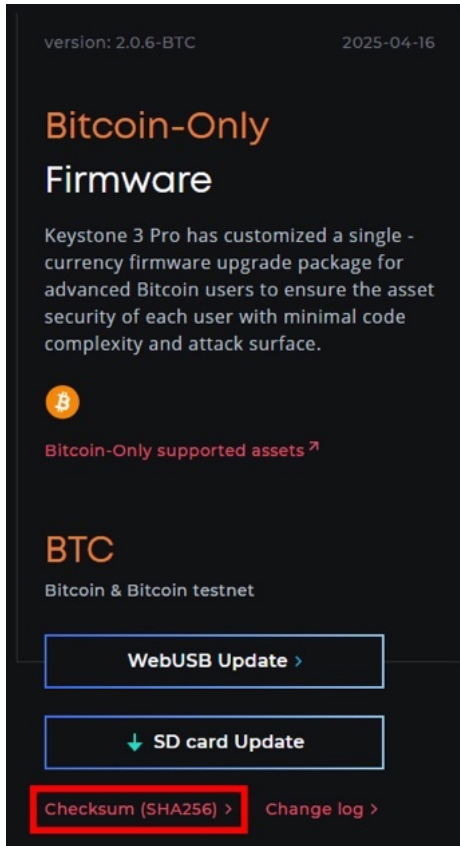 version: 2.0.6-BTC 2025-04-16
Bitcoin-Only
Firmware
Keystone 3 Pro has customized a single -
currency firmware upgrade package for
advanced Bitcoin users to ensure the asset
security of each user with minimal code
complexity and attack surface.
Bitcoin-Only supported assets
BTC
Bitcoin & Bitcoin testnet
WebUSB Update >
SD card Update
Checksum (SHA256) > Change log >